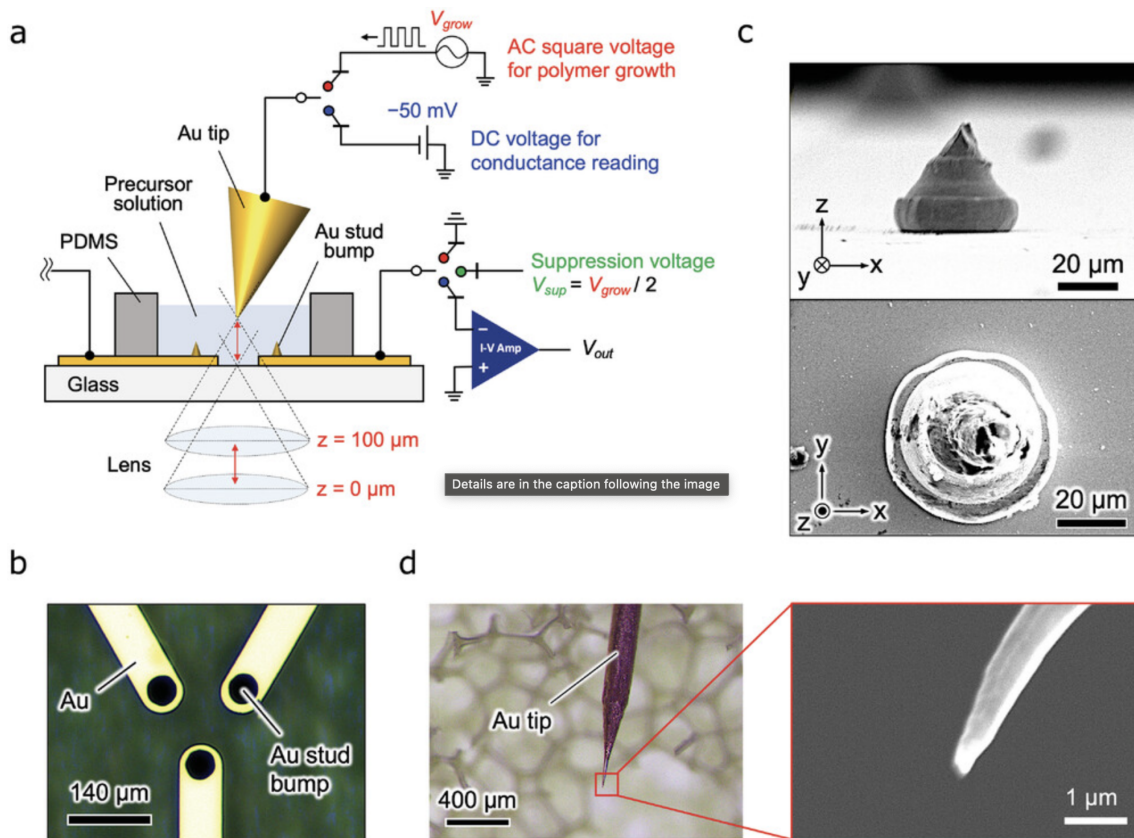 a
V_grow
AC square voltage
for polymer growth
−50 mV
DC voltage for
conductance reading
Au tip
Precursor
solution
PDMS
Au stud
bump
Suppression voltage
V_sup = V_grow / 2
−
I-V Amp
+
V_out
Glass
Lens
z = 100 µm
z = 0 µm
Details are in the caption following the image
b
Au
Au stud
bump
140 µm
c
z
y
x
20 µm
y
z
x
20 µm
d
Au tip
400 µm
1 µm